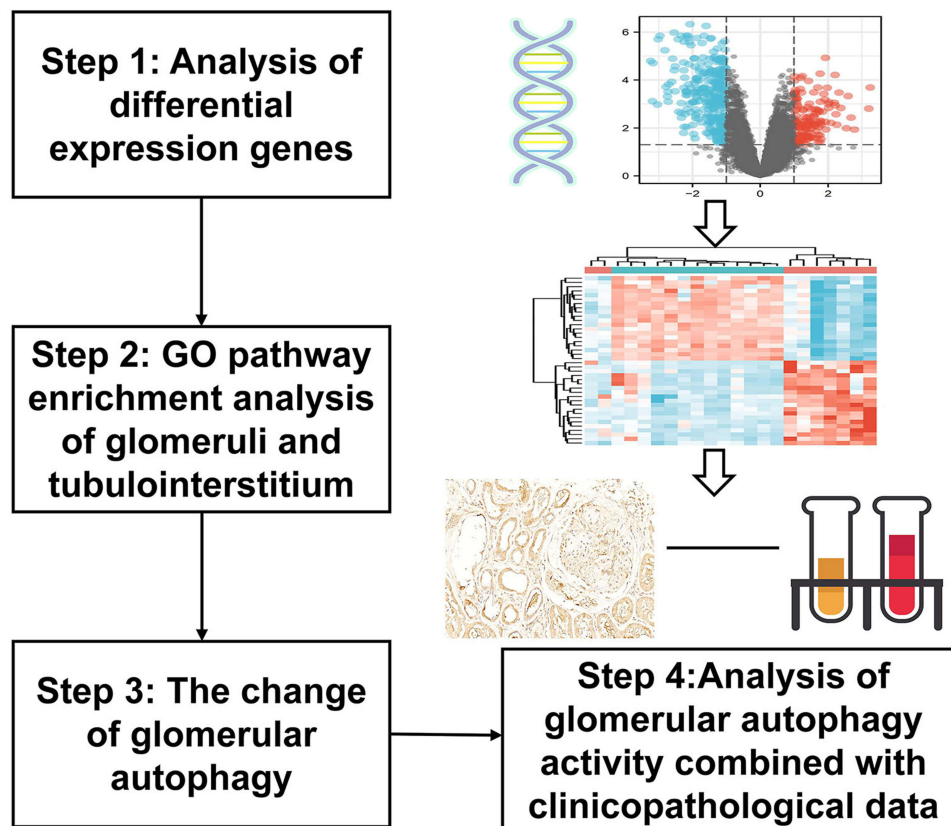 Step 1: Analysis of
differential
expression genes
6
4
2
0
−2
0
2
Step 2: GO pathway
enrichment analysis
of glomeruli and
tubulointerstitium
Step 3: The change
of glomerular
autophagy
Step 4:Analysis of
glomerular autophagy
activity combined with
clinicopathological data